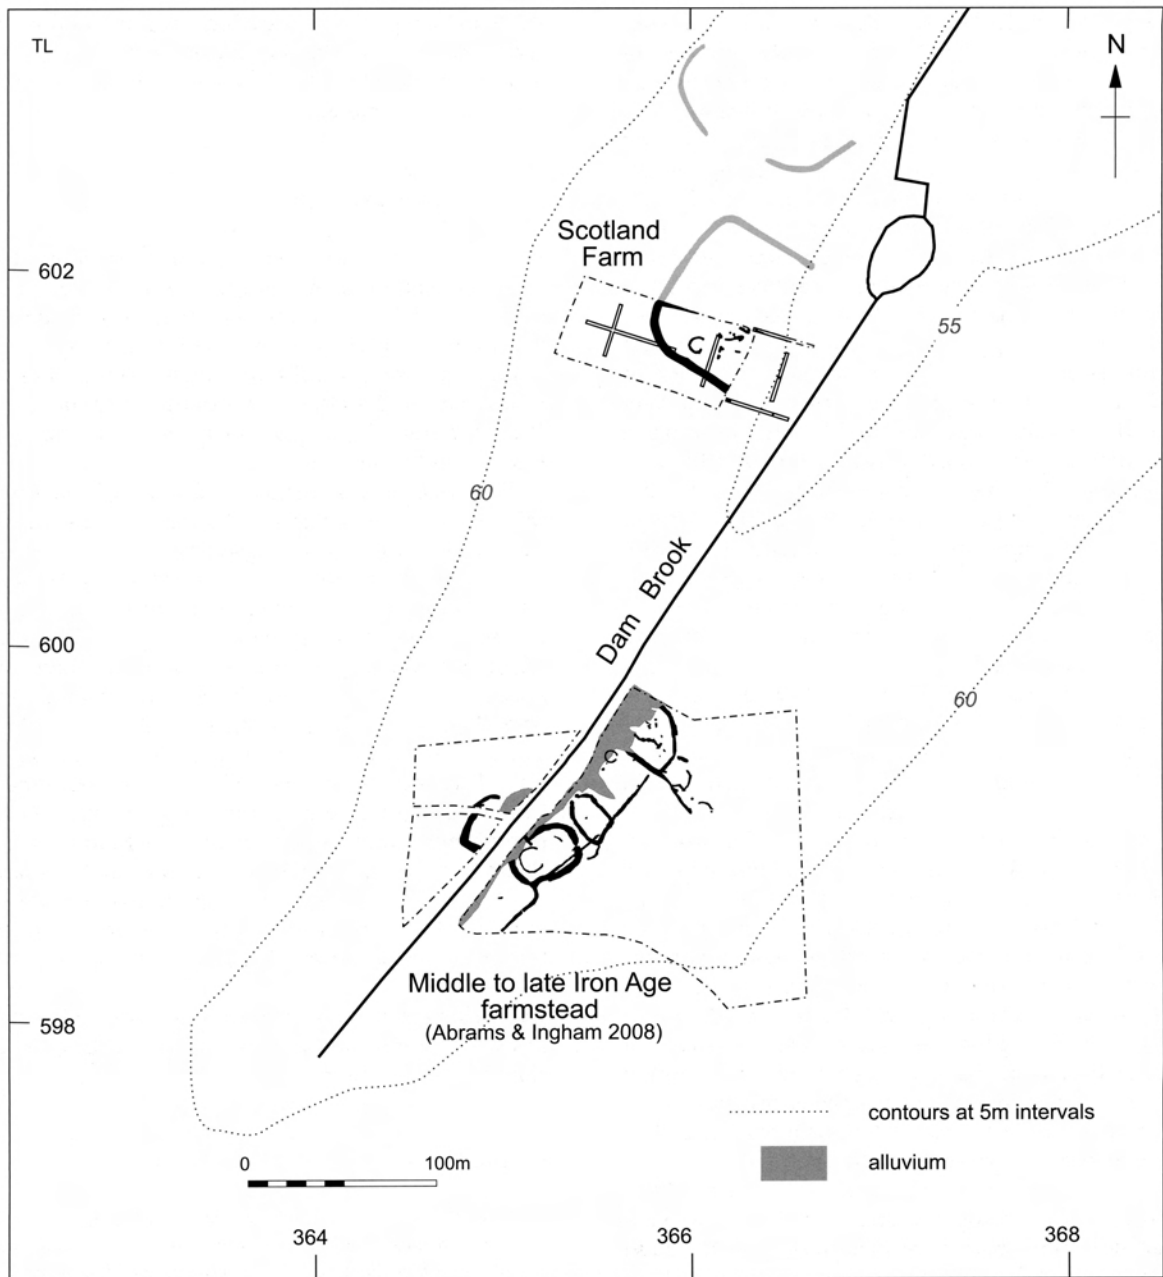 TL
N
Scotland
Farm
602
55
60
Dam Brook
600
60
Middle to late Iron Age
farmstead
(Abrams & Ingham 2008)
598
contours at 5m intervals
0 100m
alluvium
364 366 368